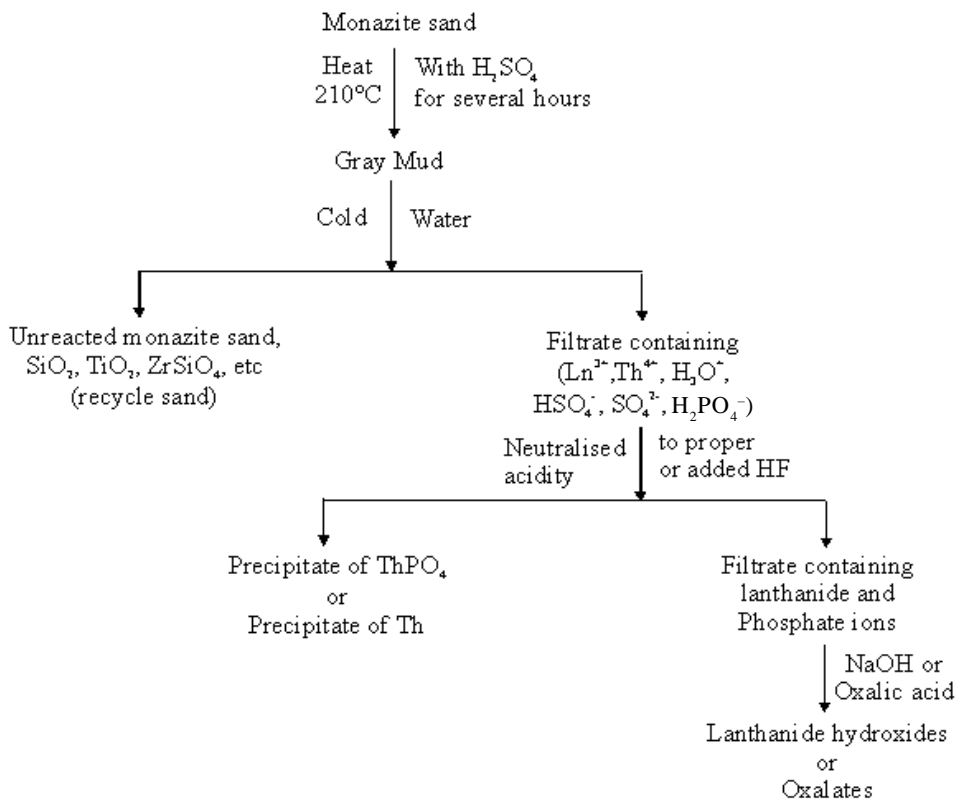 Monazite sand
Heat
210°C
With H₂SO₄
for several hours
Gray Mud
Cold
Water
Unreacted monazite sand,
SiO₂, TiO₂, ZrSiO₄, etc
(recycle sand)
Filtrate containing
(Ln³⁺,Th⁴⁺, H₃O⁺,
HSO₄⁻, SO₄²⁻, H₂PO₄⁻)
Neutralised
acidity
to proper
or added HF
Precipitate of ThPO₄
or
Precipitate of Th
Filtrate containing
lanthanide and
Phosphate ions
NaOH or
Oxalic acid
Lanthanide hydroxides
or
Oxalates